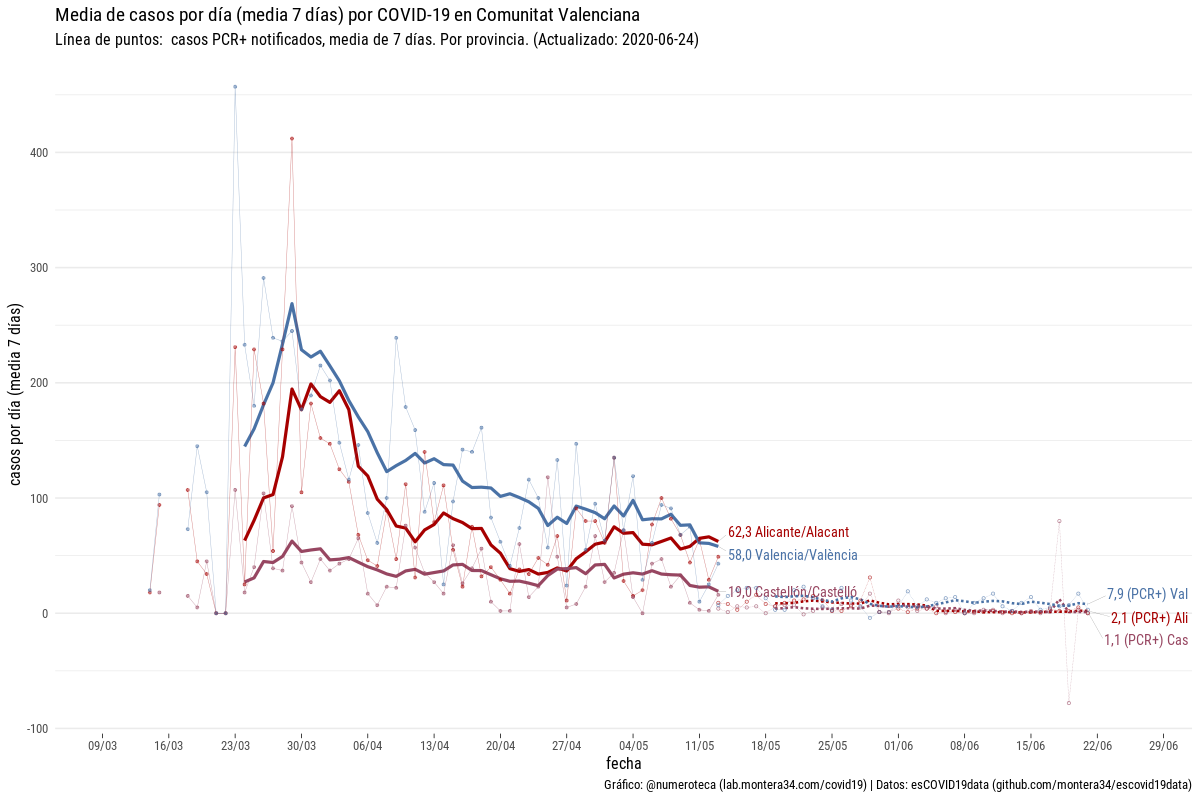 Media de casos por día (media 7 días) por COVID-19 en Comunitat Valenciana
Línea de puntos:  casos PCR+ notificados, media de 7 días. Por provincia. (Actualizado: 2020-06-24)
casos por día (media 7 días)
400
300
200
100
0
-100
62,3 Alicante/Alacant
58,0 Valencia/València
19,0 Castellón/Castelló
7,9 (PCR+) Val
2,1 (PCR+) Ali
1,1 (PCR+) Cas
09/03 16/03 23/03 30/03 06/04 13/04 20/04 27/04 04/05 11/05 18/05 25/05 01/06 08/06 15/06 22/06 29/06
fecha
Gráfico: @numeroteca (lab.montera34.com/covid19) | Datos: esCOVID19data (github.com/montera34/escovid19data)